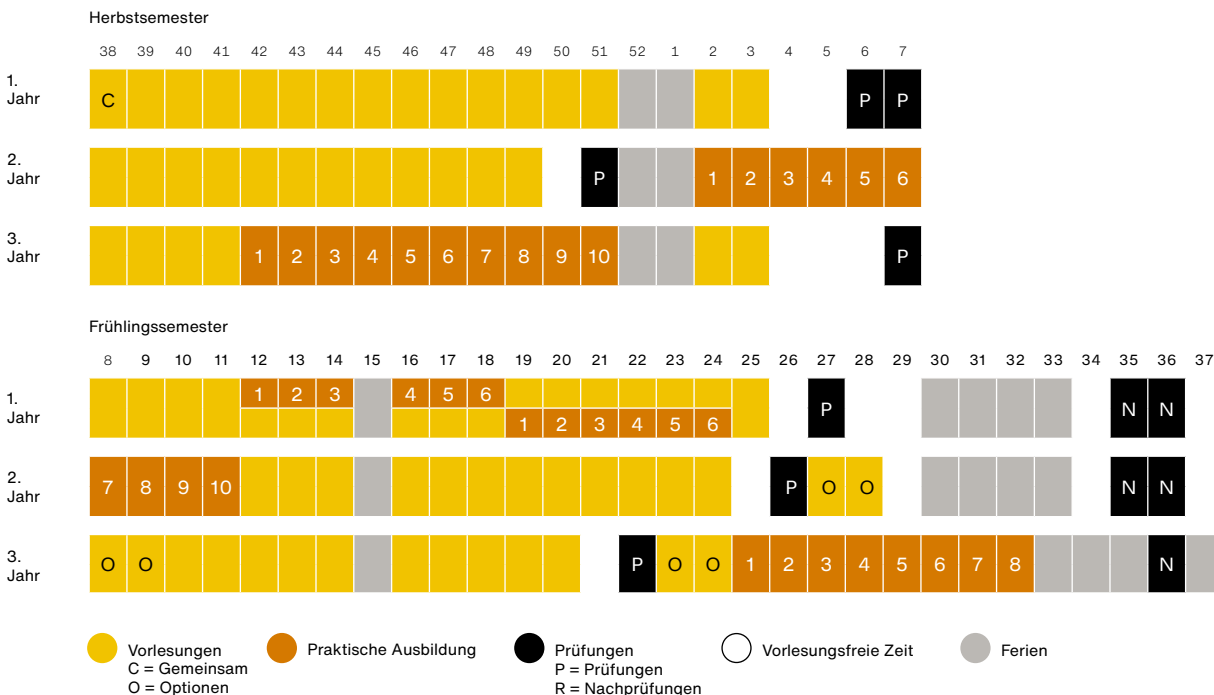 Herbstsemester
38 39 40 41 42 43 44 45 46 47 48 49 50 51 52 1 2 3 4 5 6 7
1. Jahr
C P P
2. Jahr
P 1 2 3 4 5 6
3. Jahr
1 2 3 4 5 6 7 8 9 10 P
Frühlingssemester
8 9 10 11 12 13 14 15 16 17 18 19 20 21 22 23 24 25 26 27 28 29 30 31 32 33 34 35 36 37
1. Jahr
1 2 3 4 5 6
1 2 3 4 5 6
P N N
2. Jahr
7 8 9 10 P O O N N
3. Jahr
O O P O O 1 2 3 4 5 6 7 8 N
Vorlesungen
C = Gemeinsam
O = Optionen
Praktische Ausbildung
Prüfungen
P = Prüfungen
R = Nachprüfungen
Vorlesungsfreie Zeit
Ferien